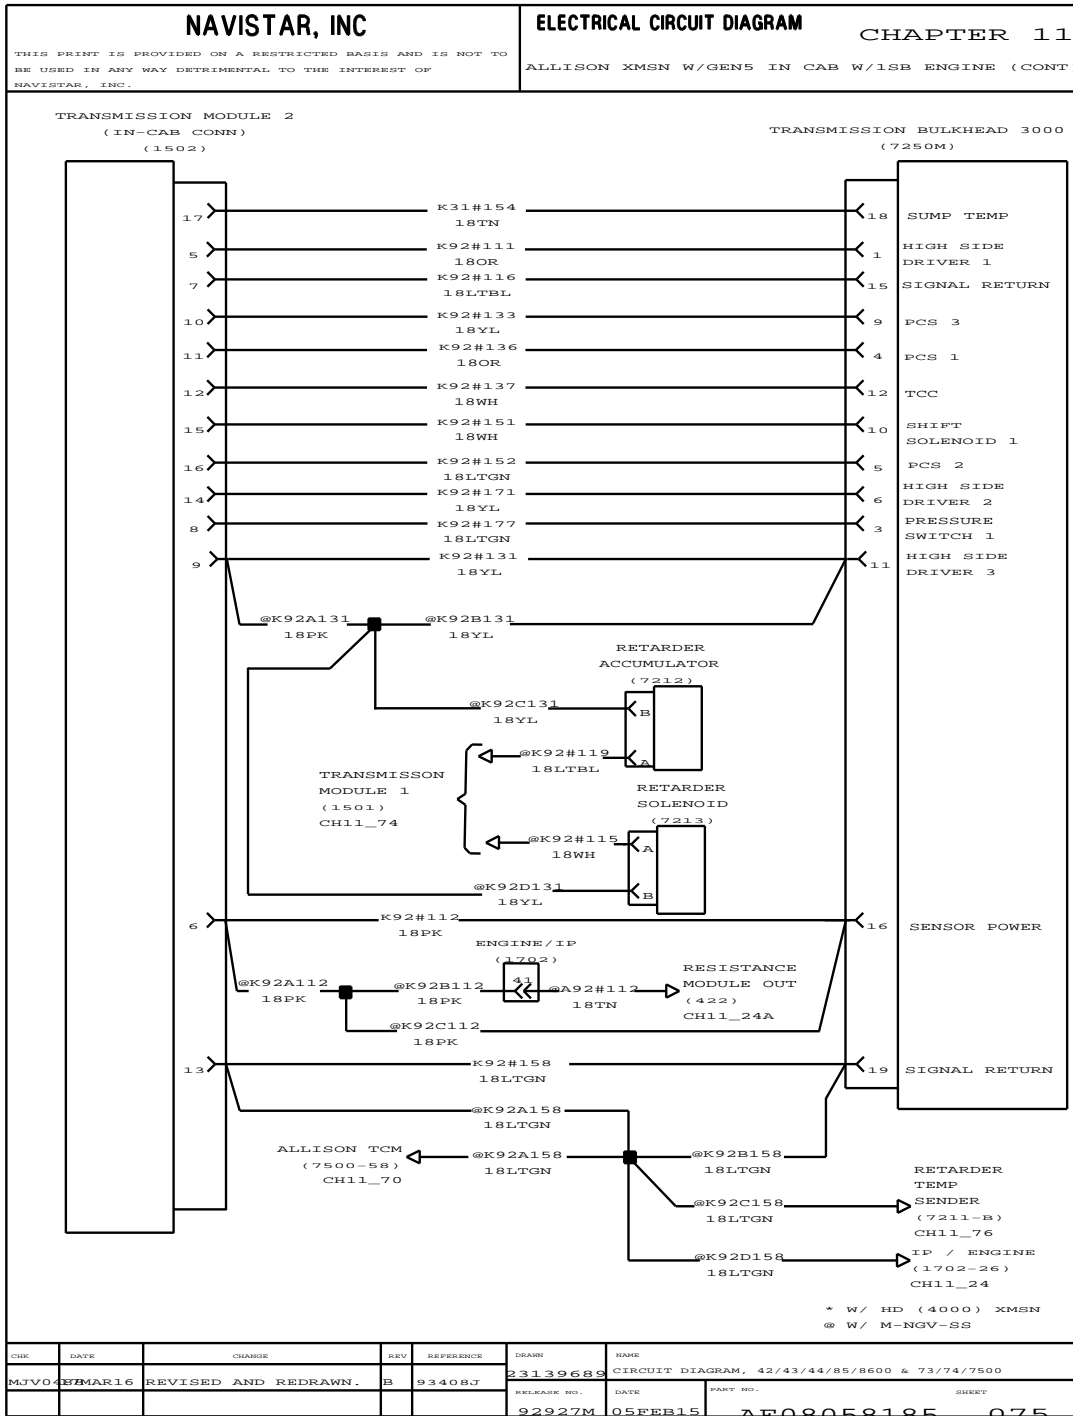 NAVISTAR, INC
THIS PRINT IS PROVIDED ON A RESTRICTED BASIS AND IS NOT TO
BE USED IN ANY WAY DETRIMENTAL TO THE INTEREST OF
NAVISTAR, INC.
ELECTRICAL CIRCUIT DIAGRAM
CHAPTER 11
ALLISON XMSN W/GEN5 IN CAB W/ISB ENGINE (CONT
TRANSMISSION MODULE 2
(IN-CAB CONN)
(1502)
TRANSMISSION BULKHEAD 3000
(7250M)
17 K31#154 18 SUMP TEMP
18TN
5 K92#111 1 HIGH SIDE
18OR DRIVER 1
7 K92#116 15 SIGNAL RETURN
18LTBL
10 K92#133 9 PCS 3
18YL
11 K92#136 4 PCS 1
18OR
12 K92#137 12 TCC
18WH
15 K92#151 10 SHIFT
18WH SOLENOID 1
16 K92#152 5 PCS 2
18LTGN
14 K92#171 6 HIGH SIDE
18YL DRIVER 2
8 K92#177 3 PRESSURE
18LTGN SWITCH 1
9 K92#131 11 HIGH SIDE
18YL DRIVER 3
@K92A131 @K92B131
18PK 18YL
RETARDER
ACCUMULATOR
(7212)
@K92C131 B
18YL
@K92#119 A
18LTBL
TRANSMISSON
MODULE 1
(1501)
CH11_74
RETARDER
SOLENOID
(7213)
@K92#115 A
18WH
@K92D131 B
18YL
6 K92#112 16 SENSOR POWER
18PK
ENGINE/IP
(1702)
41
@K92A112 @K92B112 @A92#112
18PK 18PK 18TN
RESISTANCE
MODULE OUT
(422)
CH11_24A
@K92C112
18PK
13 K92#158 19 SIGNAL RETURN
18LTGN
@K92A158
18LTGN
ALLISON TCM
(7500-58)
CH11_70
@K92A158 @K92B158
18LTGN 18LTGN
@K92C158
18LTGN
RETARDER
TEMP
SENDER
(7211-B)
CH11_76
@K92D158
18LTGN
IP / ENGINE
(1702-26)
CH11_24
* W/ HD (4000) XMSN
@ W/ M-NGV-SS
CHK DATE CHANGE REV REFERENCE DRAWN NAME
MAR16 REVISED AND REDRAWN. B 93408J 23139689 CIRCUIT DIAGRAM, 42/43/44/85/8600 & 73/74/7500
RELEASE NO. DATE PART NO. SHEET
92927M 05FEB15 AF08058185 075